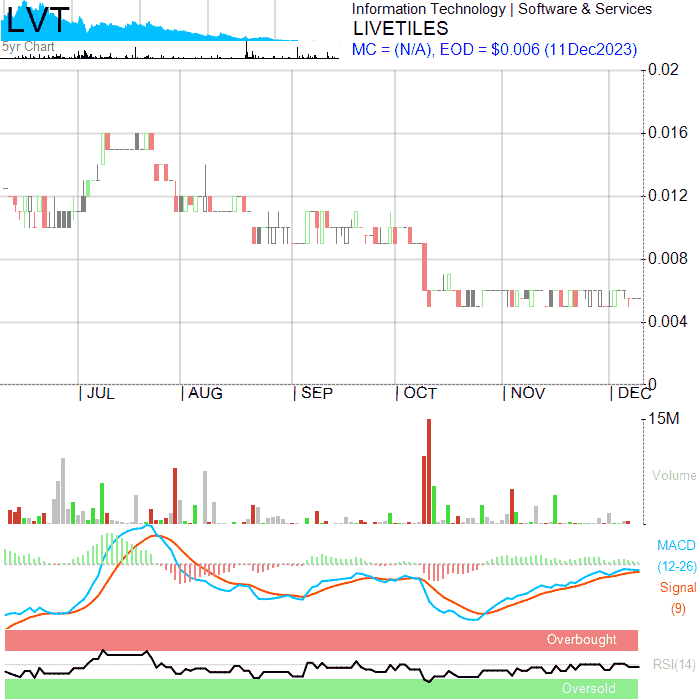 LVT
5yr Chart
Information Technology | Software & Services
LIVETILES
MC = (N/A), EOD = $0.006 (11Dec2023)
0.02
0.016
0.012
0.008
0.004
0
JUL
AUG
SEP
OCT
NOV
DEC
15M
Volume
MACD
(12-26)
Signal
(9)
Overbought
RSI(14)
Oversold